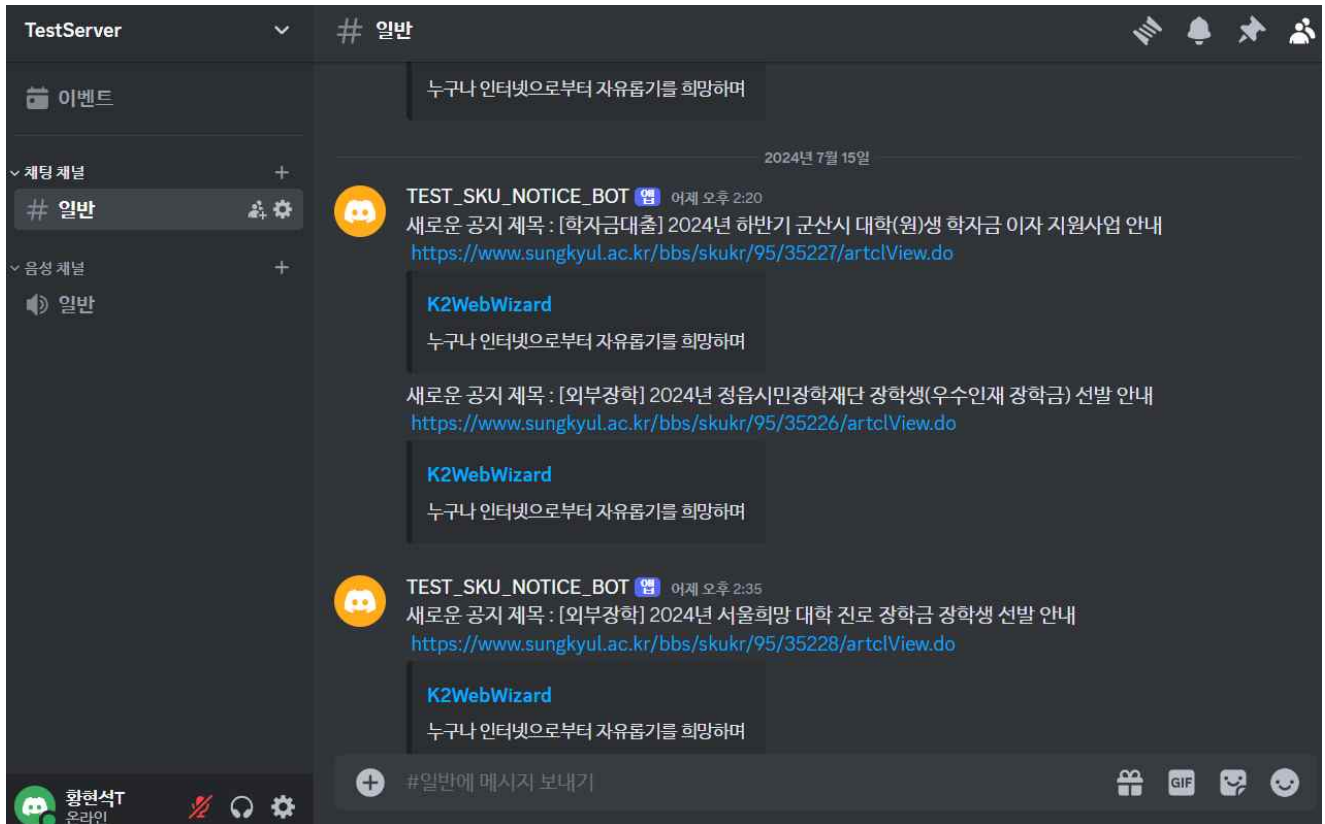 TestServer
이벤트
채팅 채널
일반
음성 채널
일반
황현석T
온라인
일반
누구나 인터넷으로부터 자유롭기를 희망하며
2024년 7월 15일
TEST_SKU_NOTICE_BOT 앱 어제 오후 2:20
새로운 공지 제목 : [학자금대출] 2024년 하반기 군산시 대학(원)생 학자금 이자 지원사업 안내
https://www.sungkyul.ac.kr/bbs/skukr/95/35227/artclView.do
K2WebWizard
누구나 인터넷으로부터 자유롭기를 희망하며
새로운 공지 제목 : [외부장학] 2024년 정읍시민장학재단 장학생(우수인재 장학금) 선발 안내
https://www.sungkyul.ac.kr/bbs/skukr/95/35226/artclView.do
K2WebWizard
누구나 인터넷으로부터 자유롭기를 희망하며
TEST_SKU_NOTICE_BOT 앱 어제 오후 2:35
새로운 공지 제목 : [외부장학] 2024년 서울희망 대학 진로 장학금 장학생 선발 안내
https://www.sungkyul.ac.kr/bbs/skukr/95/35228/artclView.do
K2WebWizard
누구나 인터넷으로부터 자유롭기를 희망하며
#일반에 메시지 보내기
GIF